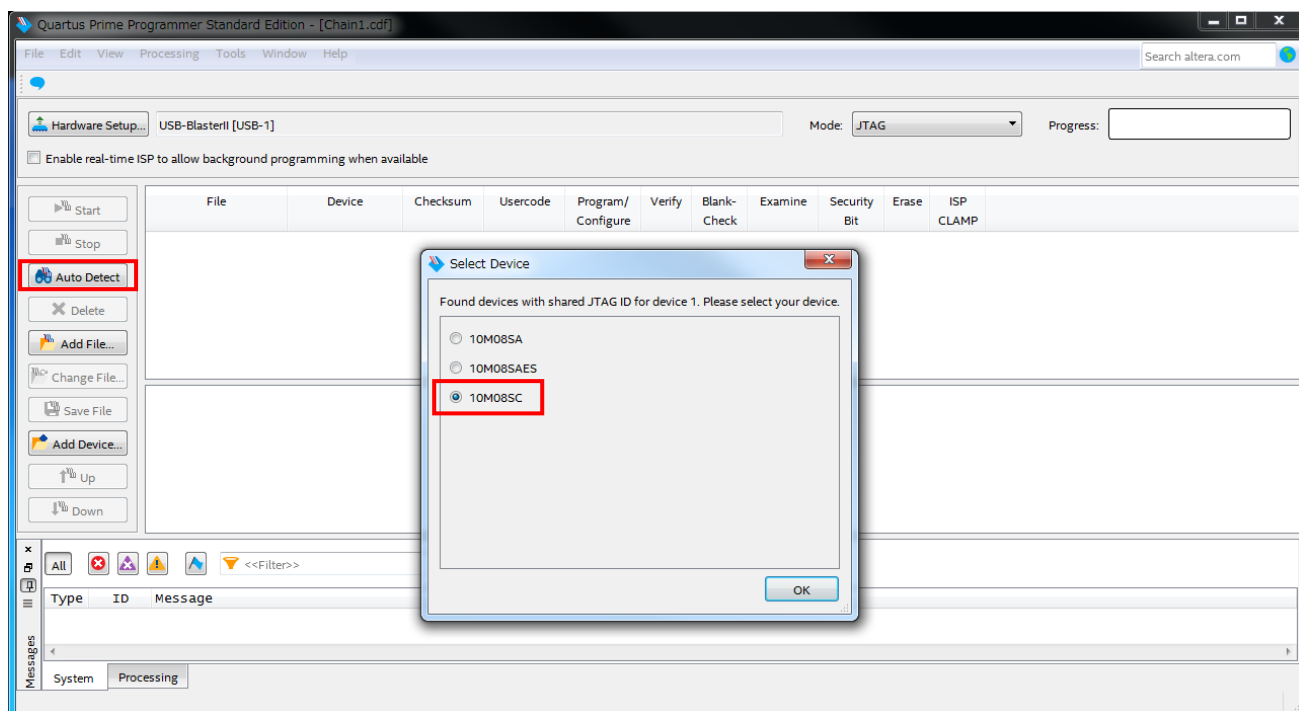 Quartus Prime Programmer Standard Edition - [Chain1.cdf]
File Edit View Processing Tools Window Help
Search altera.com
Hardware Setup... USB-BlasterII [USB-1] Mode: JTAG Progress:
Enable real-time ISP to allow background programming when available
File Device Checksum Usercode Program/ Verify Blank- Examine Security Erase ISP
Configure Check Bit CLAMP
Start
Stop
Auto Detect
Delete
Add File...
Change File...
Save File
Add Device...
Up
Down
Select Device
Found devices with shared JTAG ID for device 1. Please select your device.
10M08SA
10M08SAES
10M08SC
OK
All <<Filter>>
Type ID Message
Messages
System Processing